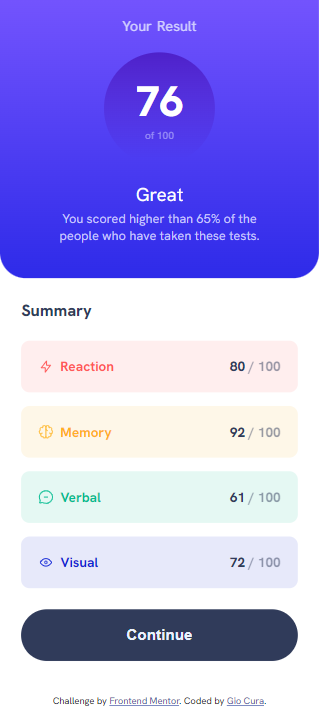 Your Result
76
of 100
Great
You scored higher than 65% of the
people who have taken these tests.
Summary
Reaction 80 / 100
Memory 92 / 100
Verbal 61 / 100
Visual 72 / 100
Continue
Challenge by Frontend Mentor. Coded by Gio Cura.